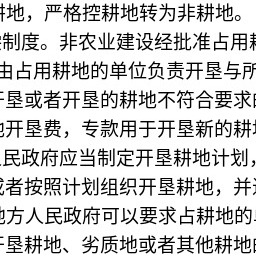 耕地，严格控耕地转为非耕地。
制度。非农业建设经批准占用
由占用耕地的单位负责开垦与所
开垦或者开垦的耕地不符合要求
地开垦费，专款用于开垦新的耕
人民政府应当制定开垦耕地计划，
或者按照计划组织开垦耕地，并
地方人民政府可以要求占耕地的
开垦耕地、劣质地或者其他耕地